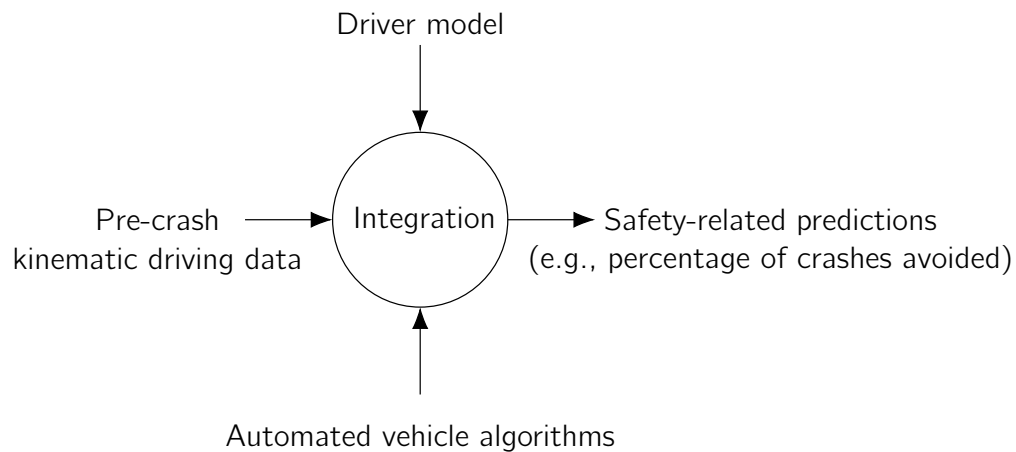 Driver model
Pre-crash
kinematic driving data
Integration
Safety-related predictions
(e.g., percentage of crashes avoided)
Automated vehicle algorithms